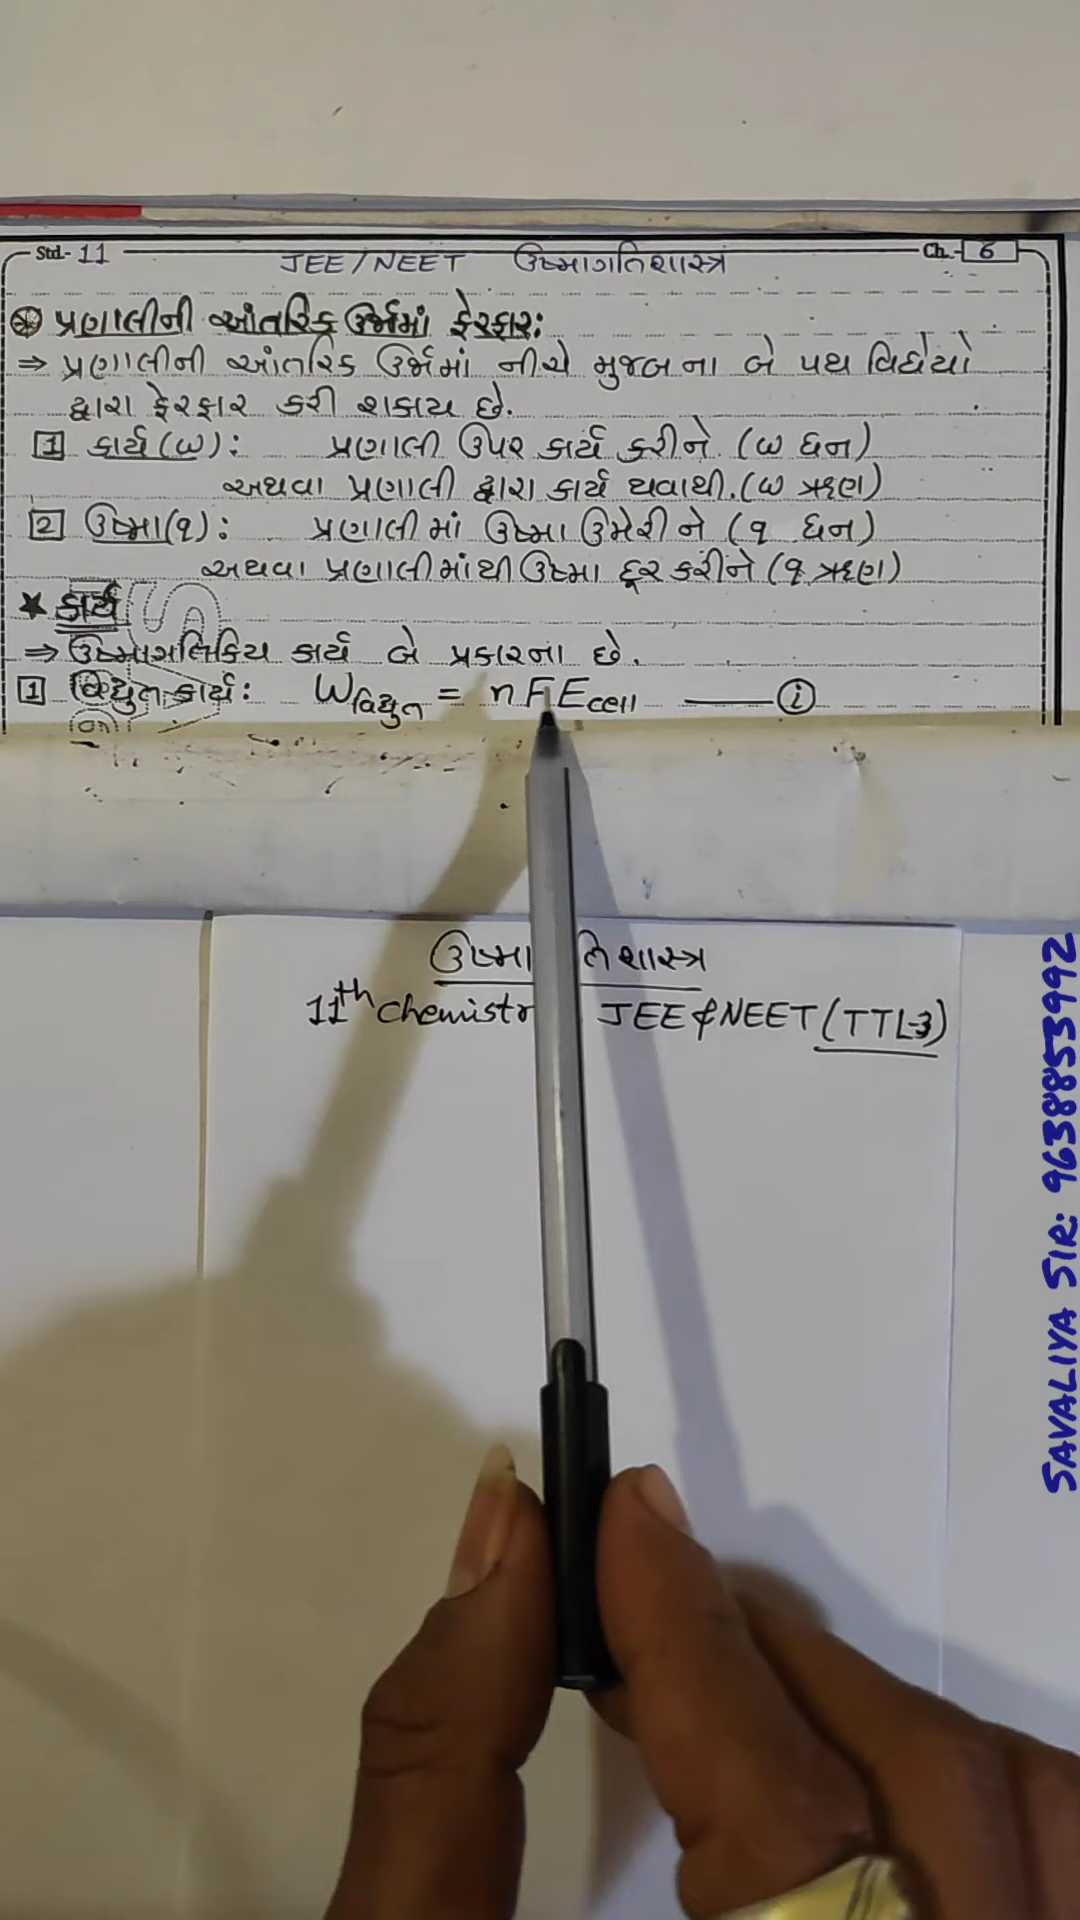 Std.- 11 JEE/NEET ઉષ્માગતિશાસ્ત્ર Ch.- 6
પ્રણાલીની આંતરિક ઉર્જામાં ફેરફાર:
⇒ પ્રણાલીની આંતરિક ઉર્જામાં નીચે મુજબ ના બે પથ વિધેયો
દ્વારા ફેરફાર કરી શકાય છે.
1 કાર્ય (w): પ્રણાલી ઉપર કાર્ય કરીને (w ધન)
અથવા પ્રણાલી દ્વારા કાર્ય થવાથી. (w ઋણ)
2 ઉષ્મા (q): પ્રણાલીમાં ઉષ્મા ઉમેરીને (q ધન)
અથવા પ્રણાલીમાંથી ઉષ્મા દૂર કરીને (q ઋણ)
★ કાર્ય
⇒ ઉષ્માગતિકિય કાર્ય બે પ્રકારના છે.
1 વિદ્યુત કાર્ય: W વિદ્યુત = nFEcell —— i
ઉષ્મા તિશાસ્ત્ર
11th Chemistr JEE & NEET (TTL-3)
SAVALIYA SIR: 9638853992